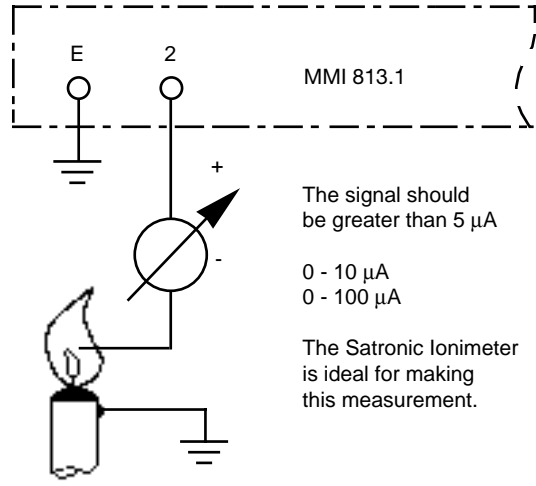 E 2
MMI 813.1
+
The signal should
be greater than 5 μA
-
0 - 10 μA
0 - 100 μA
The Satronic Ionimeter
is ideal for making
this measurement.